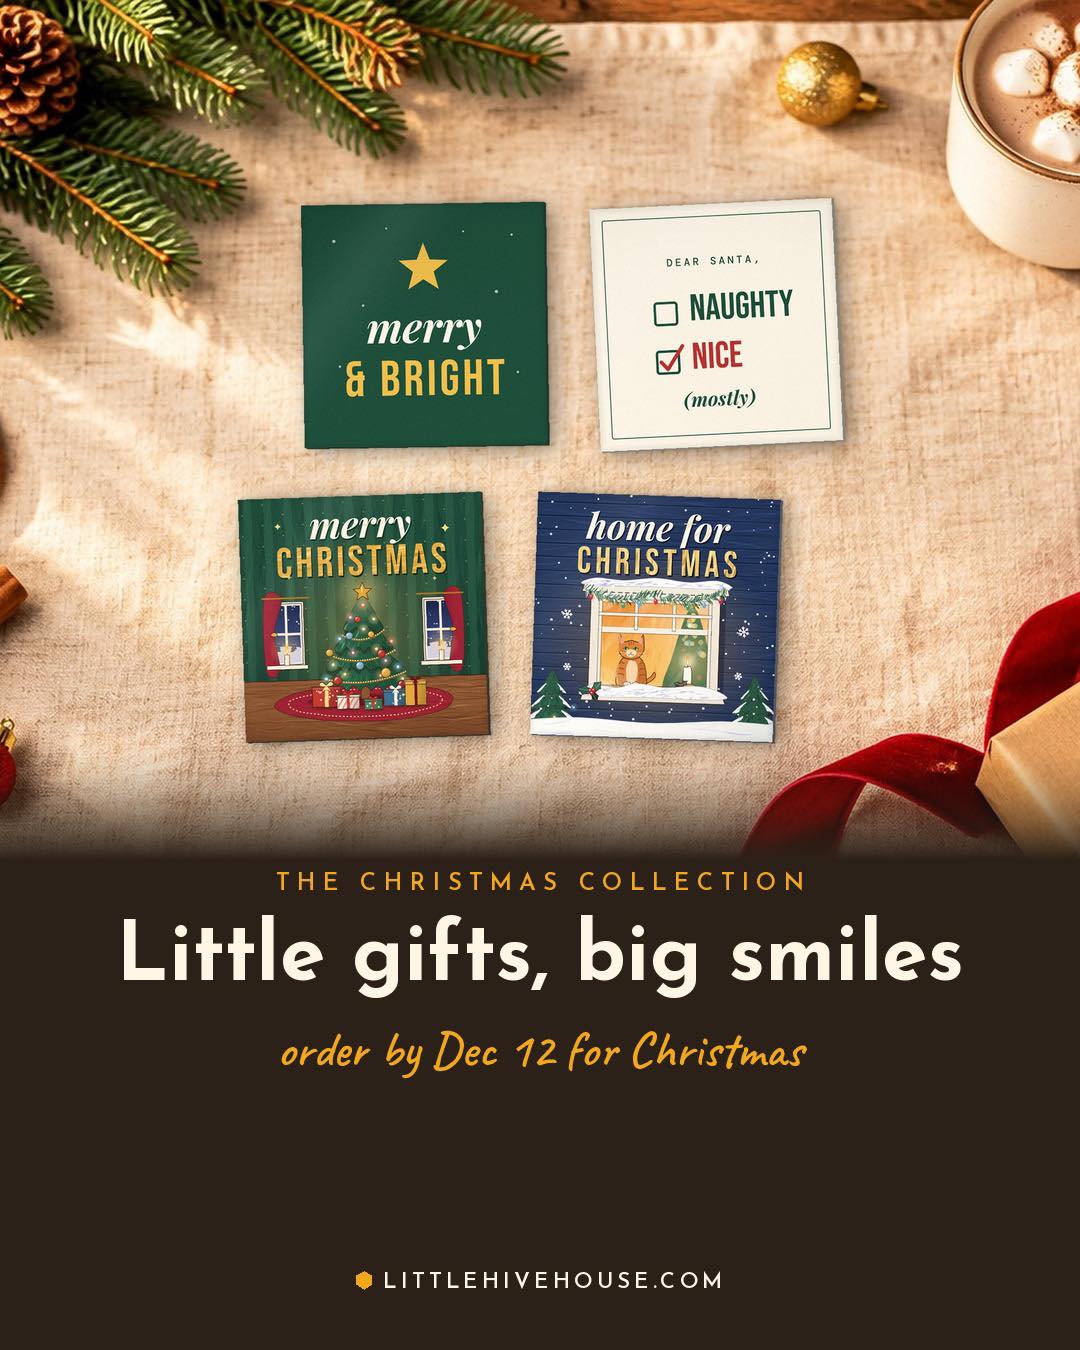 merry
& BRIGHT
DEAR SANTA,
NAUGHTY
NICE
(mostly)
merry
CHRISTMAS
home for
CHRISTMAS
THE CHRISTMAS COLLECTION
Little gifts, big smiles
order by Dec 12 for Christmas
LITTLEHIVEHOUSE.COM